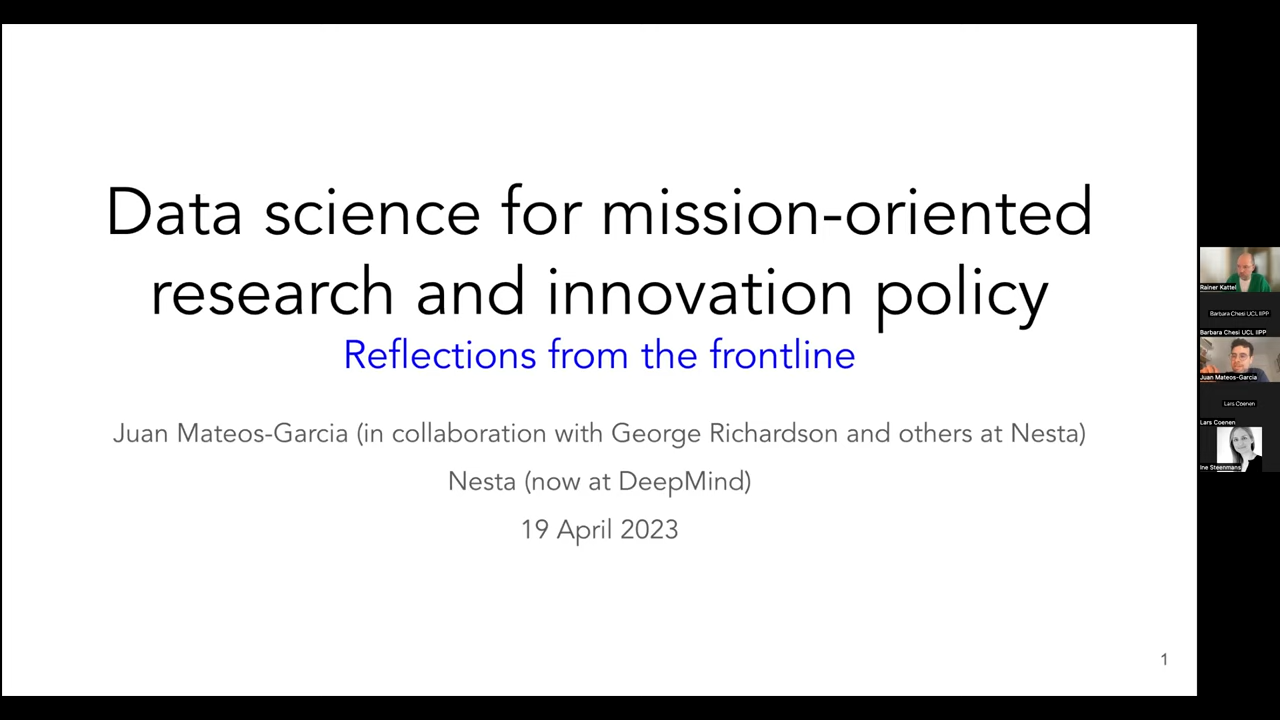 Data science for mission-oriented
research and innovation policy
Reflections from the frontline
Juan Mateos-Garcia (in collaboration with George Richardson and others at Nesta)
Nesta (now at DeepMind)
19 April 2023
1
Rainer Kattel
Barbara Chesi UCL IIPP
Barbara Chesi UCL IIPP
Juan Mateos-Garcia
Lars Coenen
Lars Coenen
Ine Steenmans